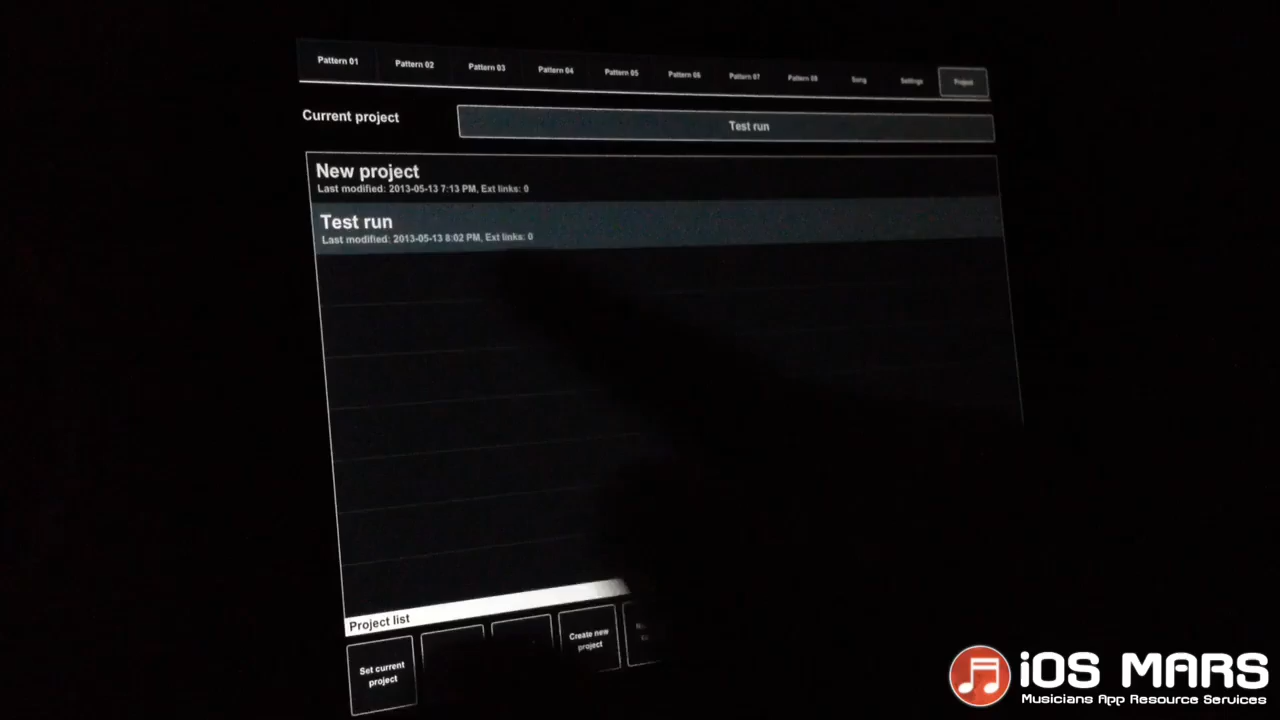 Pattern 01 Pattern 02 Pattern 03 Pattern 04 Pattern 05 Pattern 06 Pattern 07 Pattern 08 Song Settings Project
Current project Test run
New project
Last modified: 2013-05-13 7:13 PM, Ext links: 0
Test run
Last modified: 2013-05-13 8:02 PM, Ext links: 0
Project list
Set current project
Create new project
iOS MARS
Musicians App Resource Services